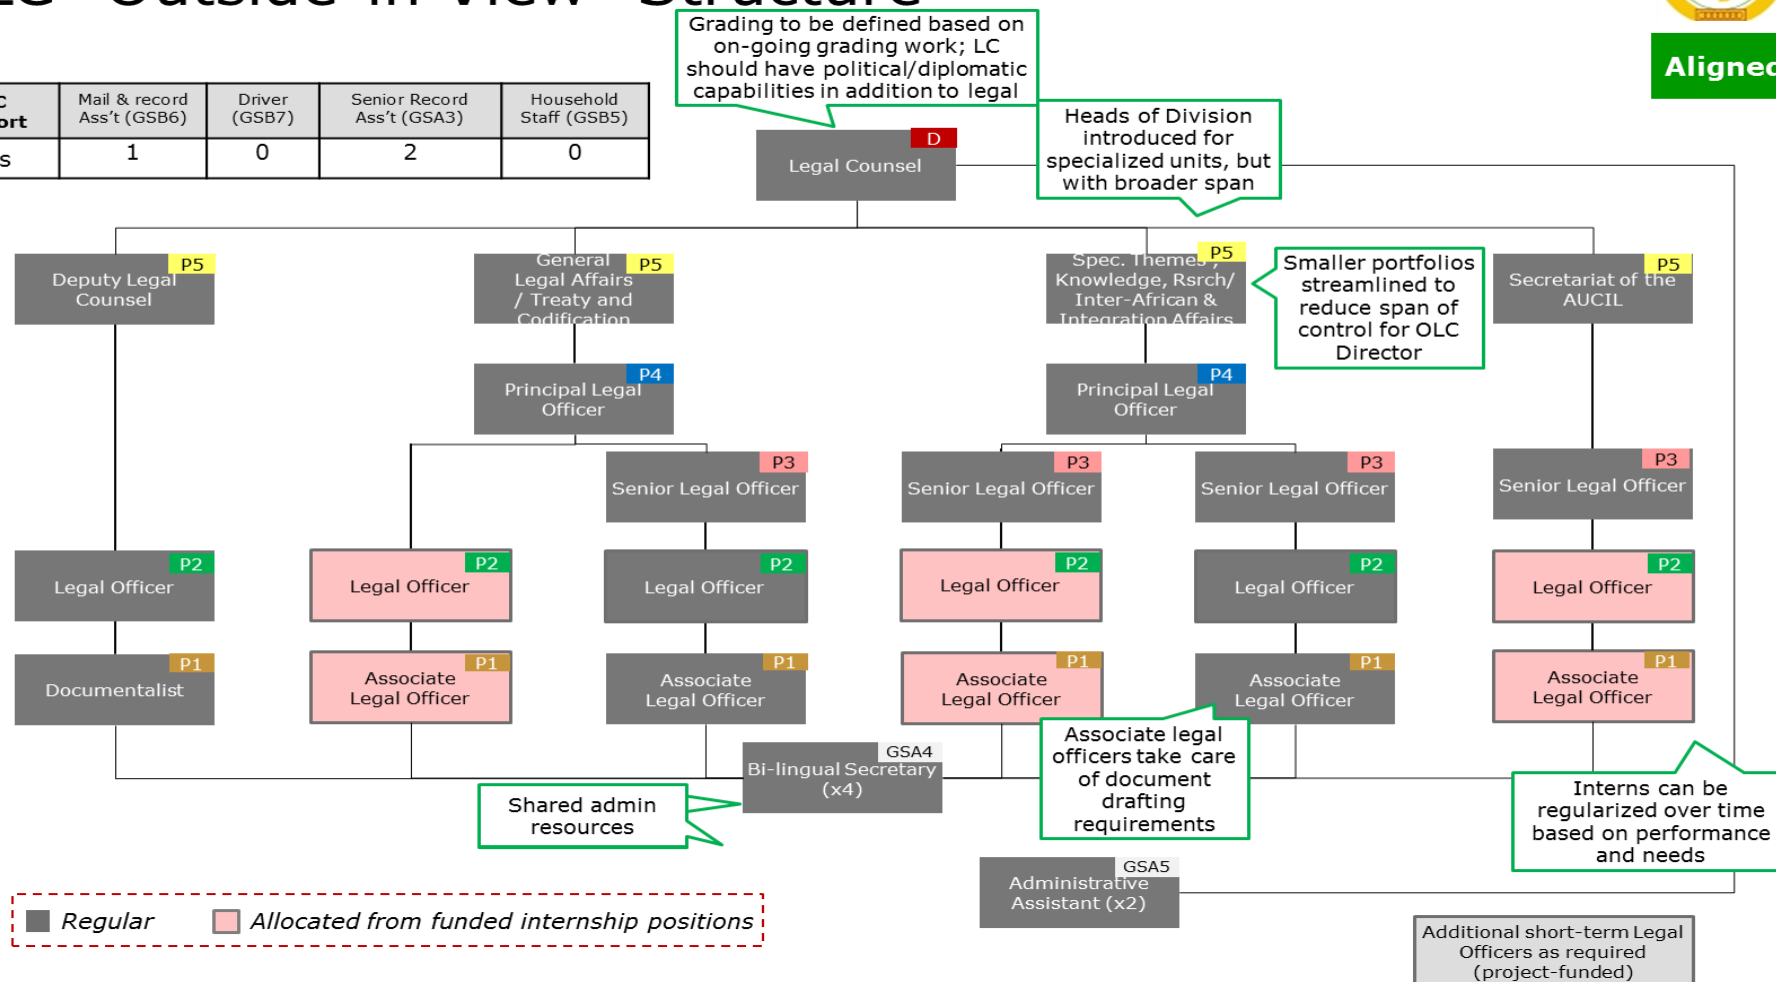 "Outside-in View" Structure
Grading to be defined based on
on-going grading work; LC
should have political/diplomatic
capabilities in addition to legal
Aligned
Mail & record
Ass't (GSB6)
Driver
(GSB7)
Senior Record
Ass't (GSA3)
Household
Staff (GSB5)
1
0
2
0
Heads of Division
introduced for
specialized units, but
with broader span
D
Legal Counsel
P5
Deputy Legal
Counsel
P5
General
Legal Affairs
/ Treaty and
Codification
P5
Spec. Themes ,
Knowledge, Rsrch/
Inter-African &
Integration Affairs
Smaller portfolios
streamlined to
reduce span of
control for OLC
Director
P5
Secretariat of the
AUCIL
P4
Principal Legal
Officer
P4
Principal Legal
Officer
P3
Senior Legal Officer
P3
Senior Legal Officer
P3
Senior Legal Officer
P3
Senior Legal Officer
P2
Legal Officer
P2
Legal Officer
P2
Legal Officer
P2
Legal Officer
P2
Legal Officer
P2
Legal Officer
P1
Documentalist
P1
Associate
Legal Officer
P1
Associate
Legal Officer
P1
Associate
Legal Officer
P1
Associate
Legal Officer
P1
Associate
Legal Officer
GSA4
Bi-lingual Secretary
(x4)
Shared admin
resources
Associate legal
officers take care
of document
drafting
requirements
Interns can be
regularized over time
based on performance
and needs
GSA5
Administrative
Assistant (x2)
Regular
Allocated from funded internship positions
Additional short-term Legal
Officers as required
(project-funded)